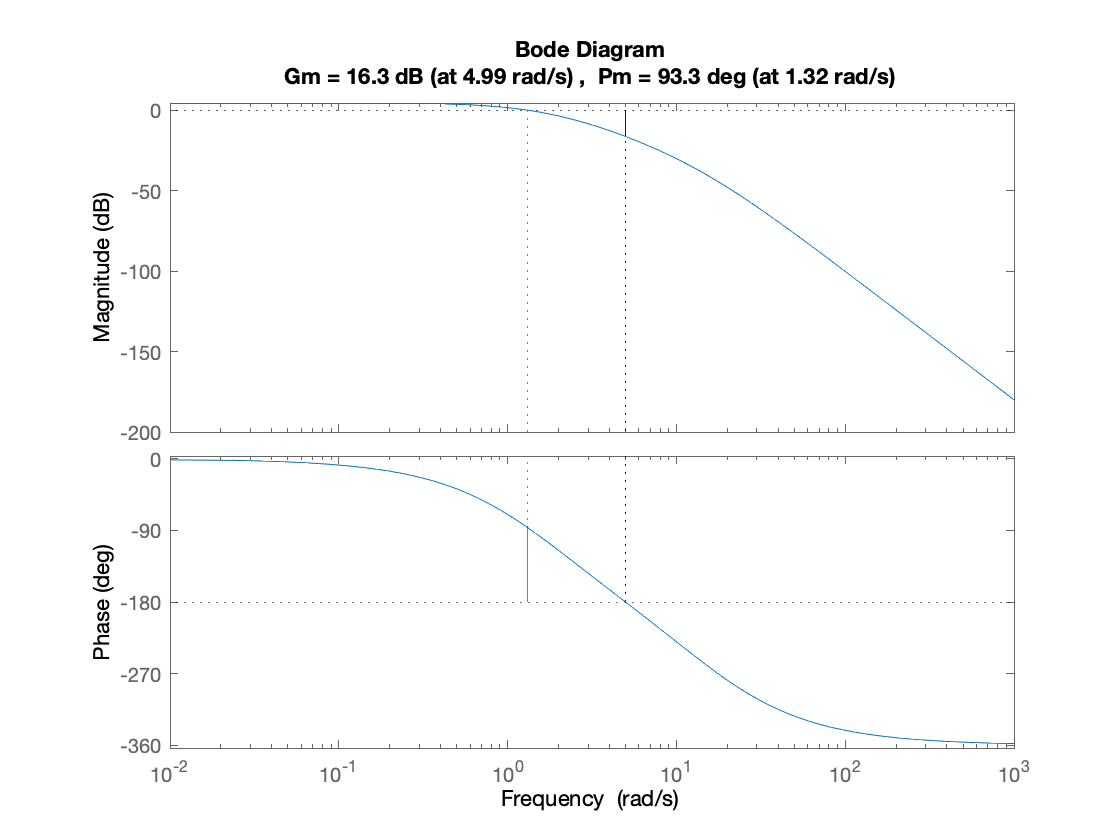 Bode Diagram
Gm = 16.3 dB (at 4.99 rad/s) ,  Pm = 93.3 deg (at 1.32 rad/s)
Magnitude (dB)
0
-50
-100
-150
-200
Phase (deg)
0
-90
-180
-270
-360
10^-2 10^-1 10^0 10^1 10^2 10^3
Frequency  (rad/s)